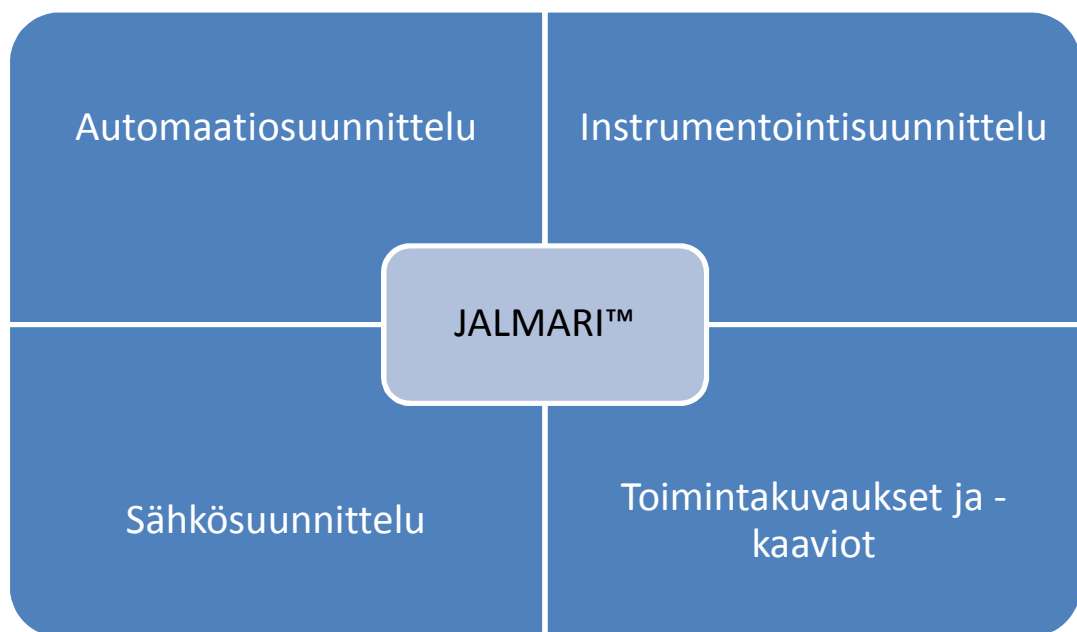 Automaatiosuunnittelu
Instrumentointisuunnittelu
JALMARI™
Sähkösuunnittelu
Toimintakuvaukset ja -
kaaviot